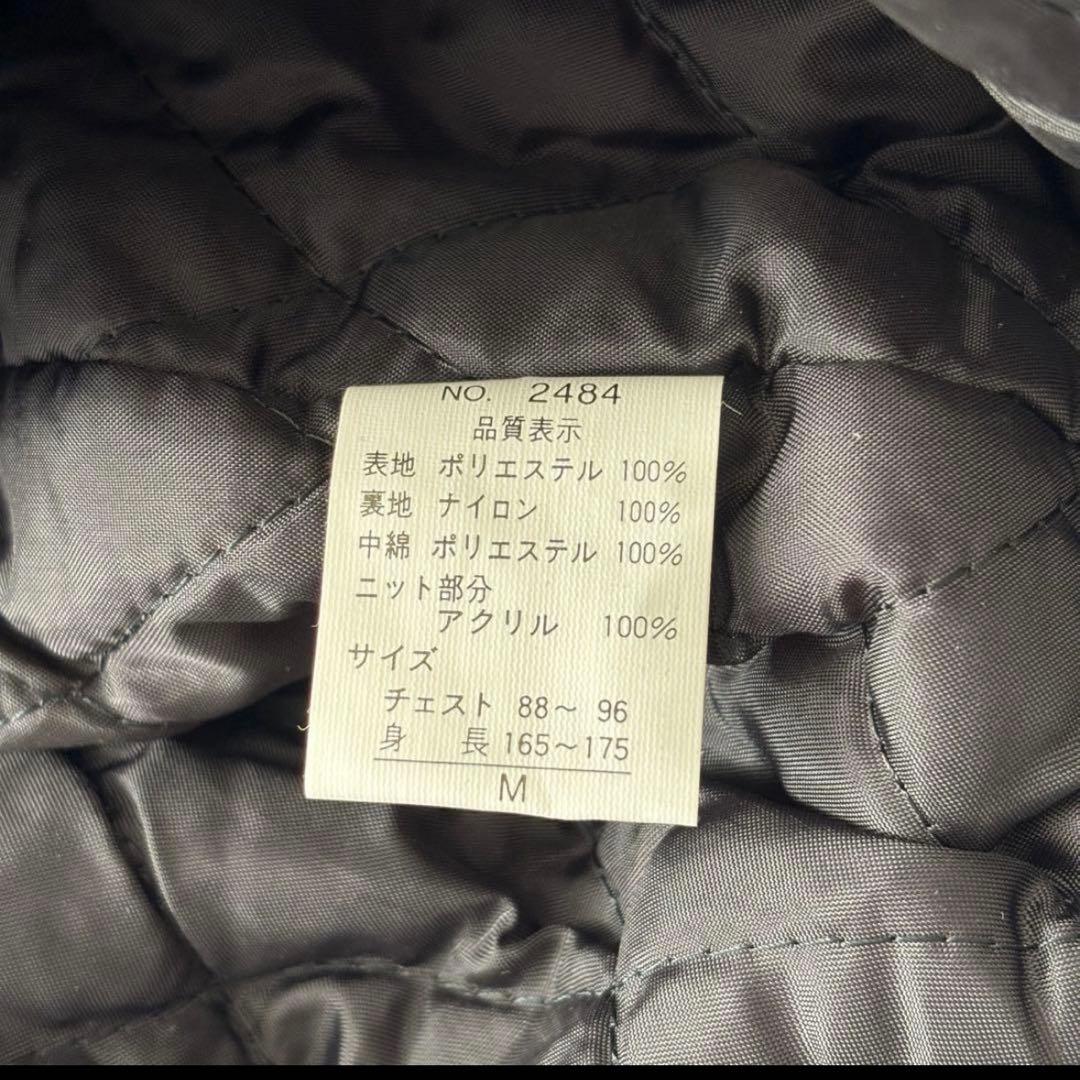 NO. 2484
品質表示
表地 ポリエステル 100%
裏地 ナイロン 100%
中綿 ポリエステル 100%
ニット部分
アクリル 100%
サイズ
チェスト 88〜 96
身 長 165〜175
M